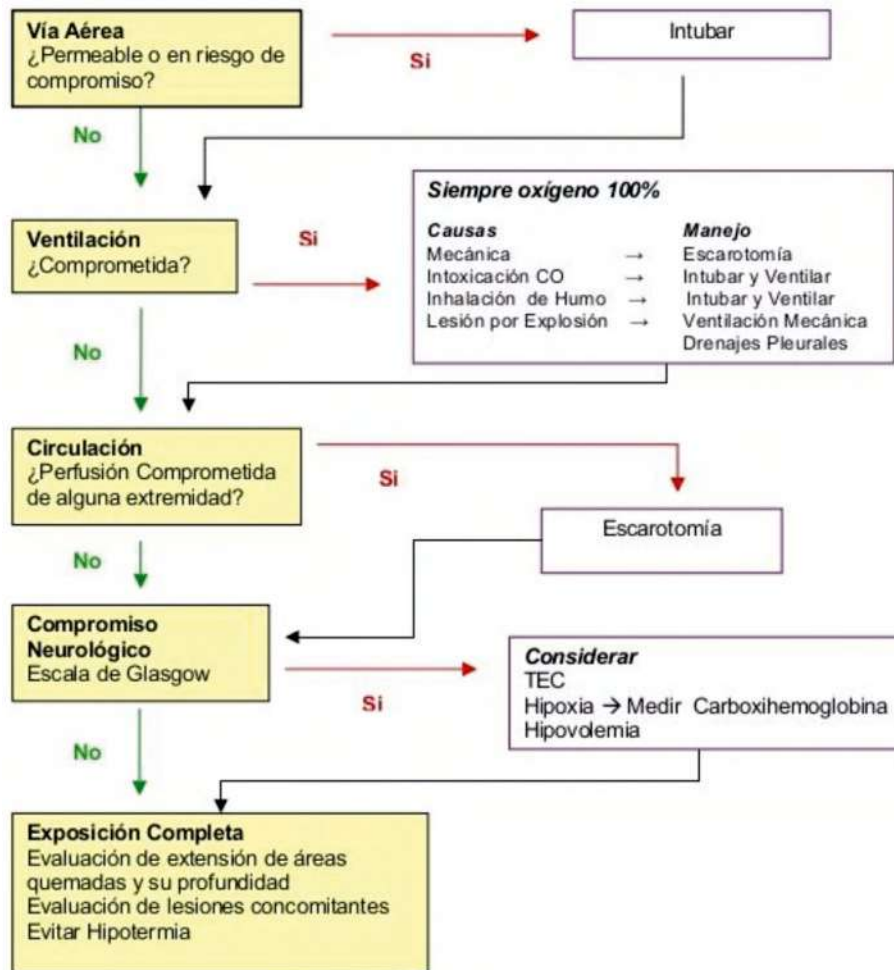 Vía Aérea
¿Permeable o en riesgo de
compromiso?
Si
Intubar
No
Ventilación
¿Comprometida?
Si
Siempre oxígeno 100%
Causas Manejo
Mecánica → Escarotomía
Intoxicación CO → Intubar y Ventilar
Inhalación de Humo → Intubar y Ventilar
Lesión por Explosión → Ventilación Mecánica
Drenajes Pleurales
No
Circulación
¿Perfusión Comprometida
de alguna extremidad?
Si
Escarotomía
No
Compromiso
Neurológico
Escala de Glasgow
Si
Considerar
TEC
Hipoxia → Medir Carboxihemoglobina
Hipovolemia
No
Exposición Completa
Evaluación de extensión de áreas
quemadas y su profundidad
Evaluación de lesiones concomitantes
Evitar Hipotermia